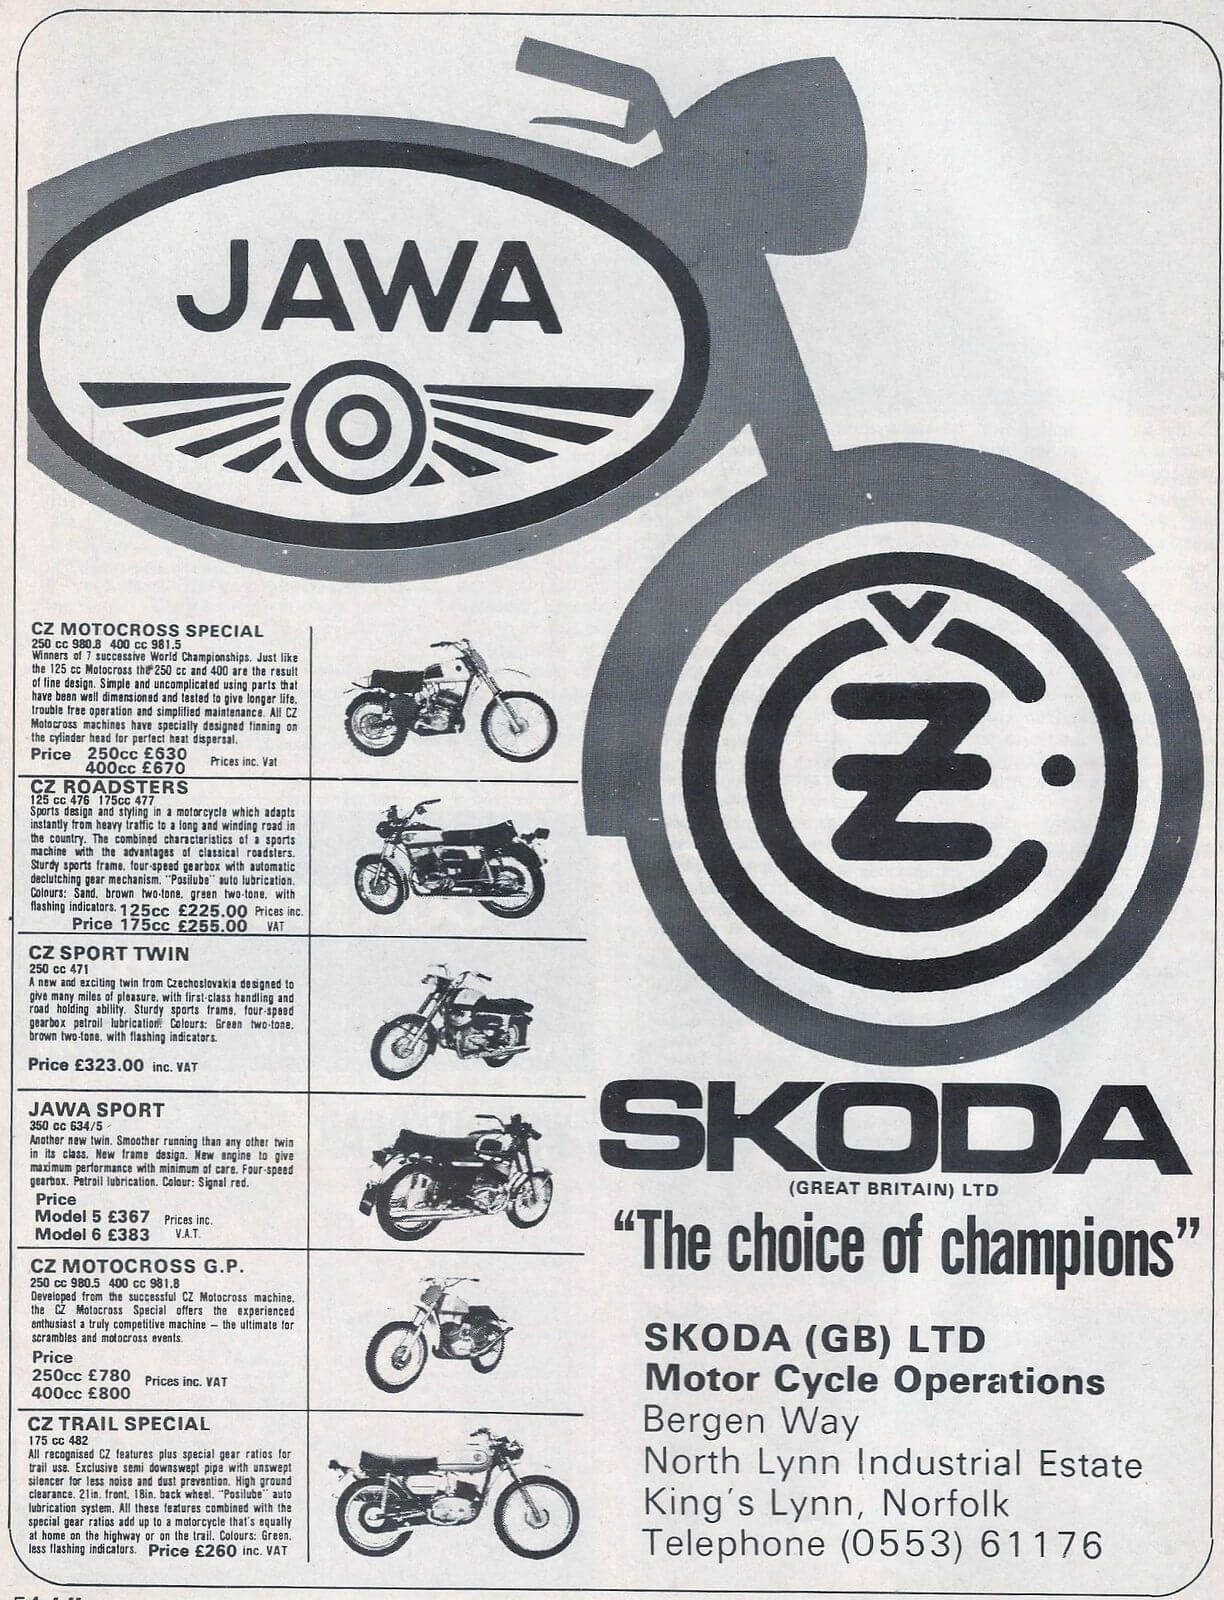 JAWA
ČZ.
CZ MOTOCROSS SPECIAL
250 cc 980.8 400 cc 981.5
Winners of 7 successive World Championships. Just like
the 125 cc Motocross the 250 cc and 400 are the result
of fine design. Simple and uncomplicated using parts that
have been well dimensioned and tested to give longer life,
trouble free operation and simplified maintenance. All CZ
Motocross machines have specially designed finning on
the cylinder head for perfect heat dispersal.
Price 250cc £630
400cc £670 Prices inc. Vat
CZ ROADSTERS
125 cc 476 175cc 477
Sports design and styling in a motorcycle which adapts
instantly from heavy traffic to a long and winding road in
the country. The combined characteristics of a sports
machine with the advantages of classical roadsters.
Sturdy sports frame, four-speed gearbox with automatic
declutching gear mechanism. "Posilube" auto lubrication.
Colours: Sand, brown two-tone, green two-tone, with
flashing indicators. 125cc £225.00 Prices inc.
Price 175cc £255.00 VAT
CZ SPORT TWIN
250 cc 471
A new and exciting twin from Czechoslovakia designed to
give many miles of pleasure, with first-class handling and
road holding ability. Sturdy sports frame, four-speed
gearbox petroil lubrication. Colours: Green two-tone,
brown two-tone, with flashing indicators.
Price £323.00 inc. VAT
JAWA SPORT
350 cc 634/5
Another new twin. Smoother running than any other twin
in its class. New frame design. New engine to give
maximum performance with minimum of care. Four-speed
gearbox. Petroil lubrication. Colour: Signal red.
Price
Model 5 £367 Prices inc.
Model 6 £383 V.A.T.
CZ MOTOCROSS G.P.
250 cc 980.5 400 cc 981.8
Developed from the successful CZ Motocross machine,
the CZ Motocross Special offers the experienced
enthusiast a truly competitive machine – the ultimate for
scrambles and motocross events.
Price
250cc £780 Prices inc. VAT
400cc £800
CZ TRAIL SPECIAL
175 cc 482
All recognised CZ features plus special gear ratios for
trail use. Exclusive semi downswept pipe with unswept
silencer for less noise and dust prevention. High ground
clearance. 21in. front, 18in. back wheel. "Posilube" auto
lubrication system. All these features combined with the
special gear ratios add up to a motorcycle that's equally
at home on the highway or on the trail. Colours: Green,
less flashing indicators. Price £260 inc. VAT
SKODA
(GREAT BRITAIN) LTD
"The choice of champions"
SKODA (GB) LTD
Motor Cycle Operations
Bergen Way
North Lynn Industrial Estate
King's Lynn, Norfolk
Telephone (0553) 61176